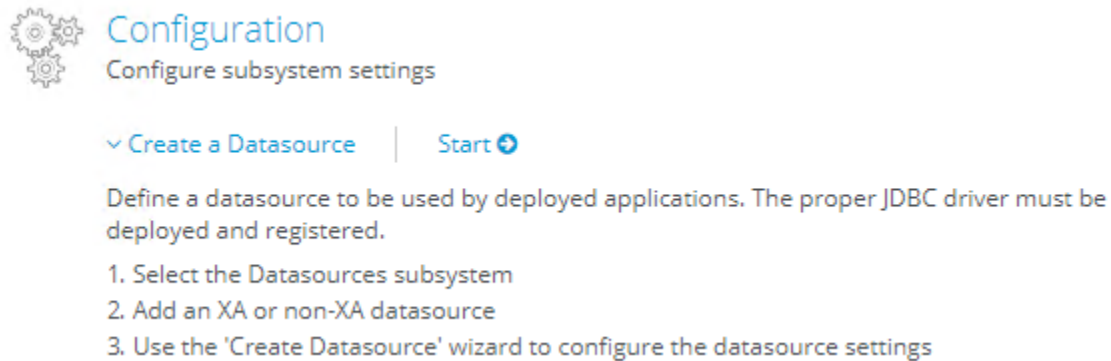 Configuration
Configure subsystem settings
Create a Datasource Start
Define a datasource to be used by deployed applications. The proper JDBC driver must be
deployed and registered.
1. Select the Datasources subsystem
2. Add an XA or non-XA datasource
3. Use the 'Create Datasource' wizard to configure the datasource settings